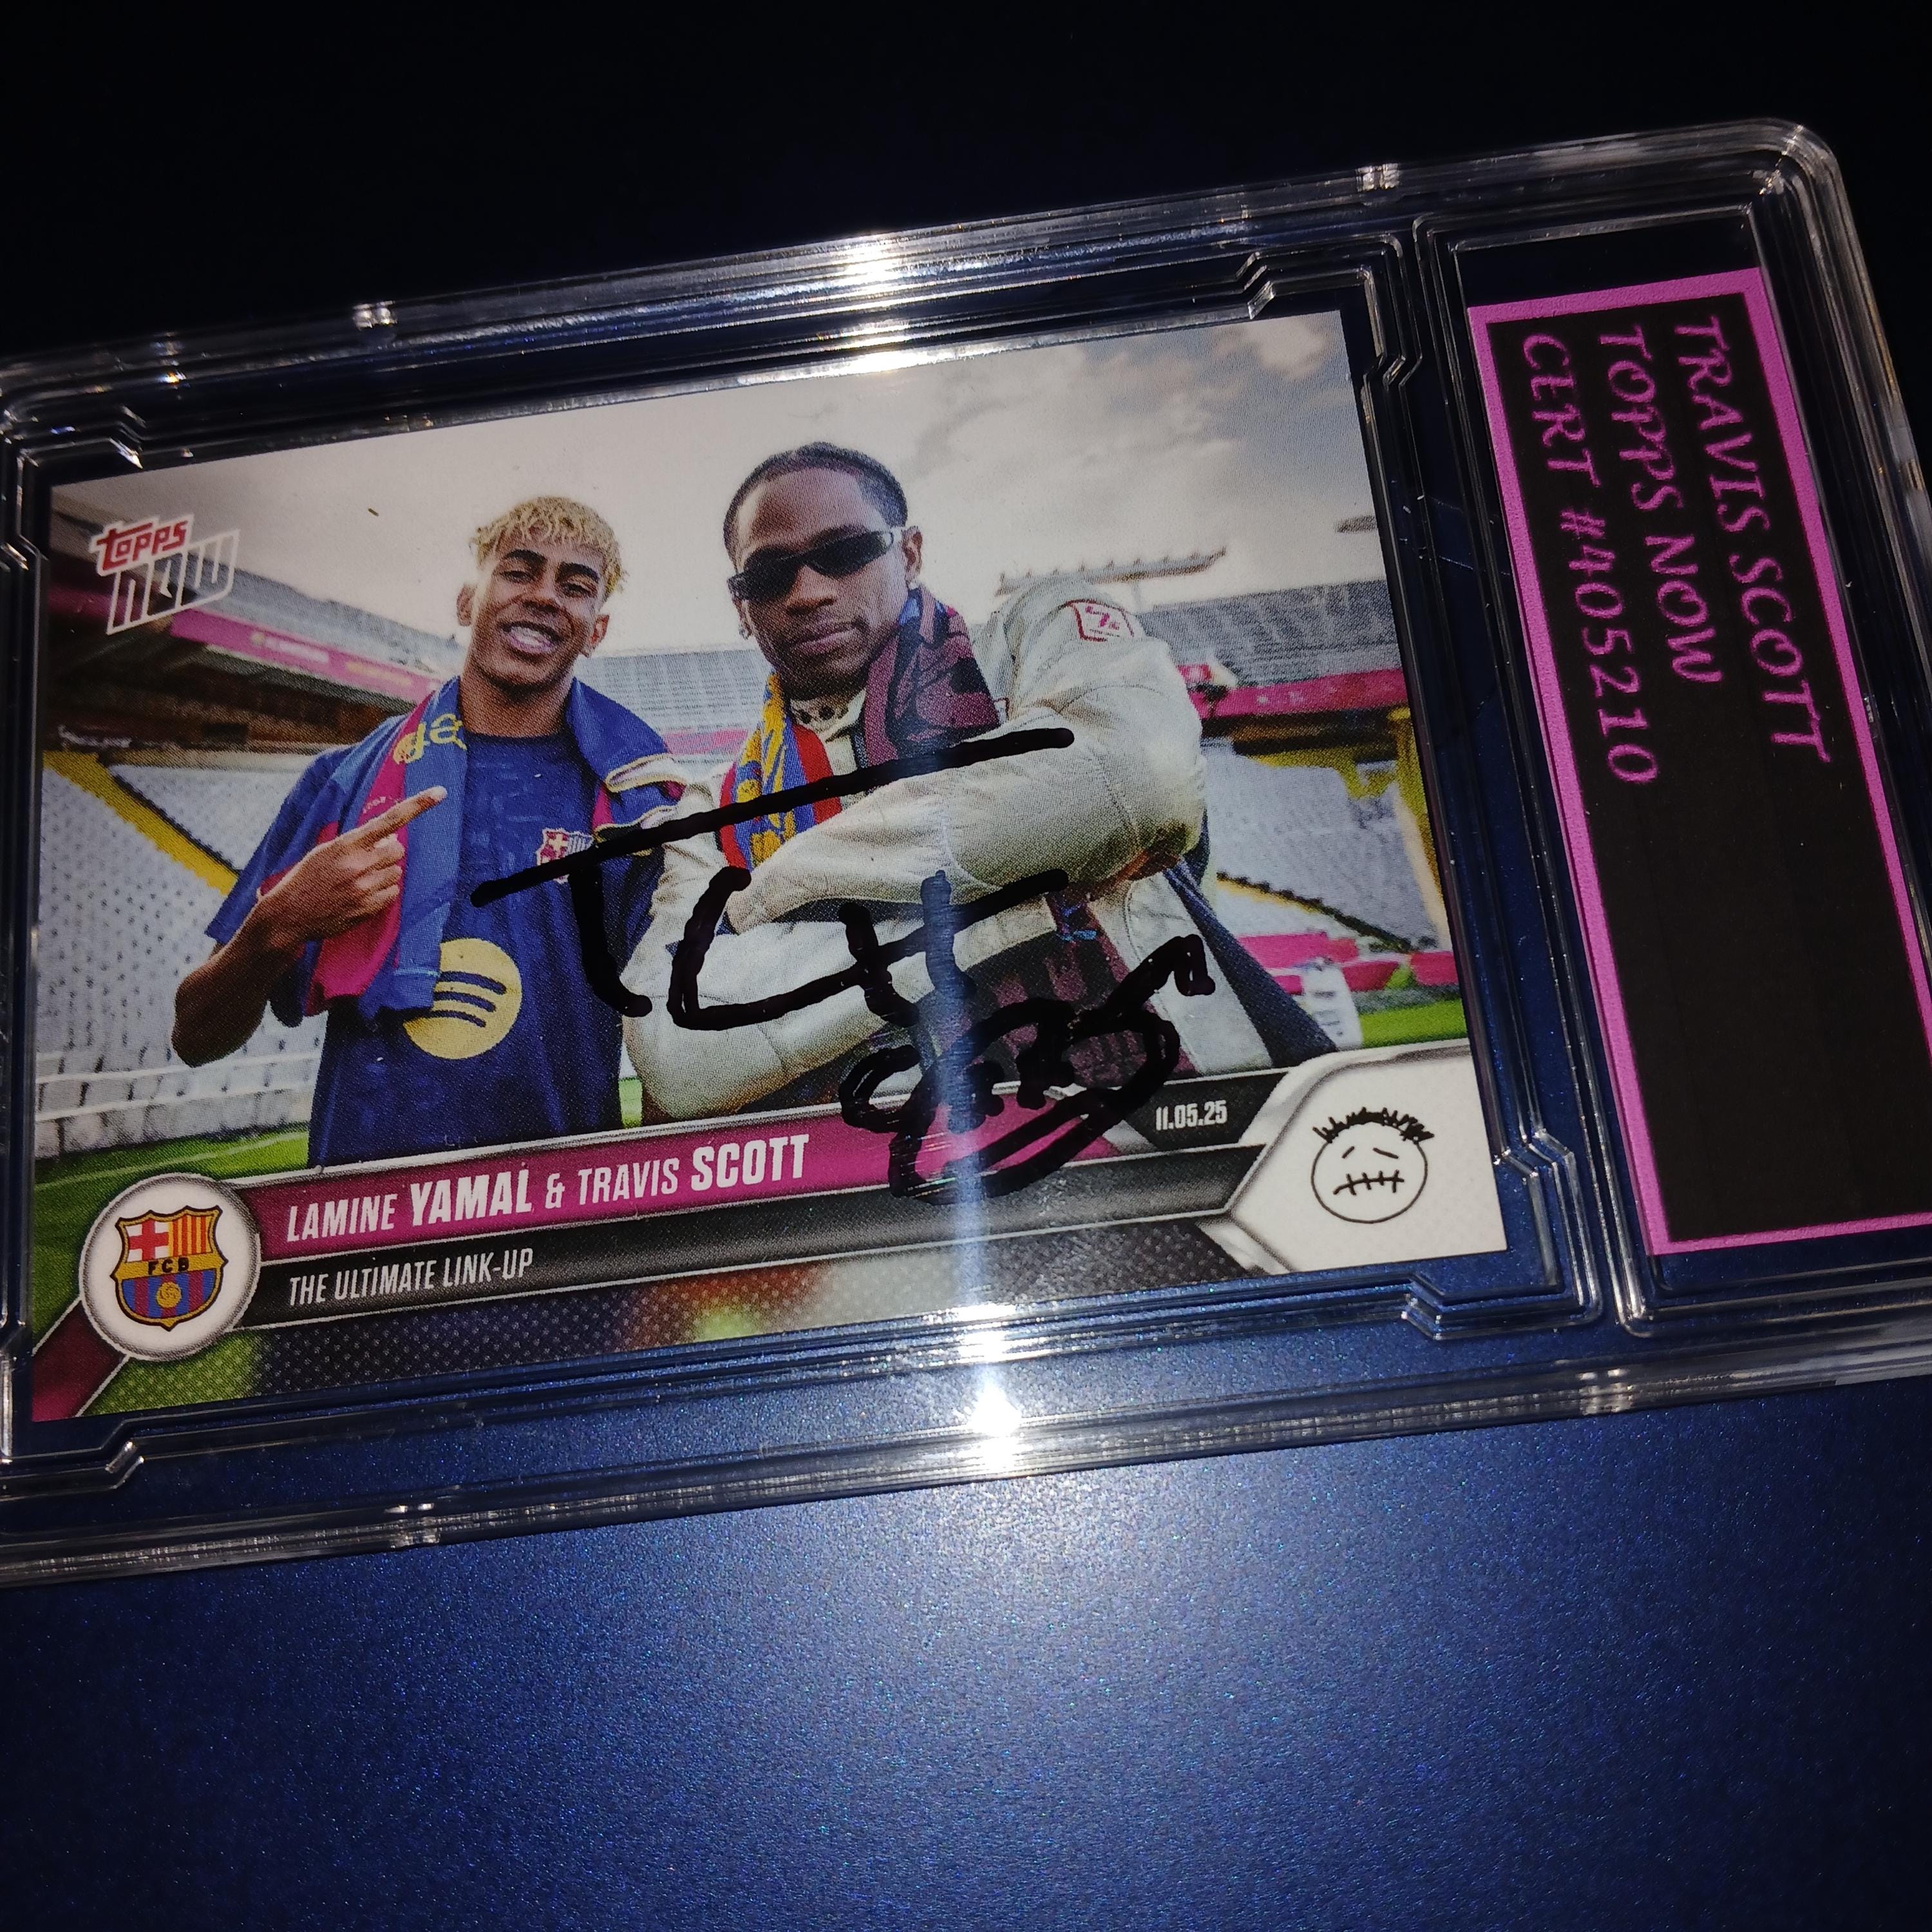 topps
now
LAMINE YAMAL & TRAVIS SCOTT
11.05.25
THE ULTIMATE LINK-UP
FCB
TRAVIS SCOTT
TOPPS NOW
CERT #405210